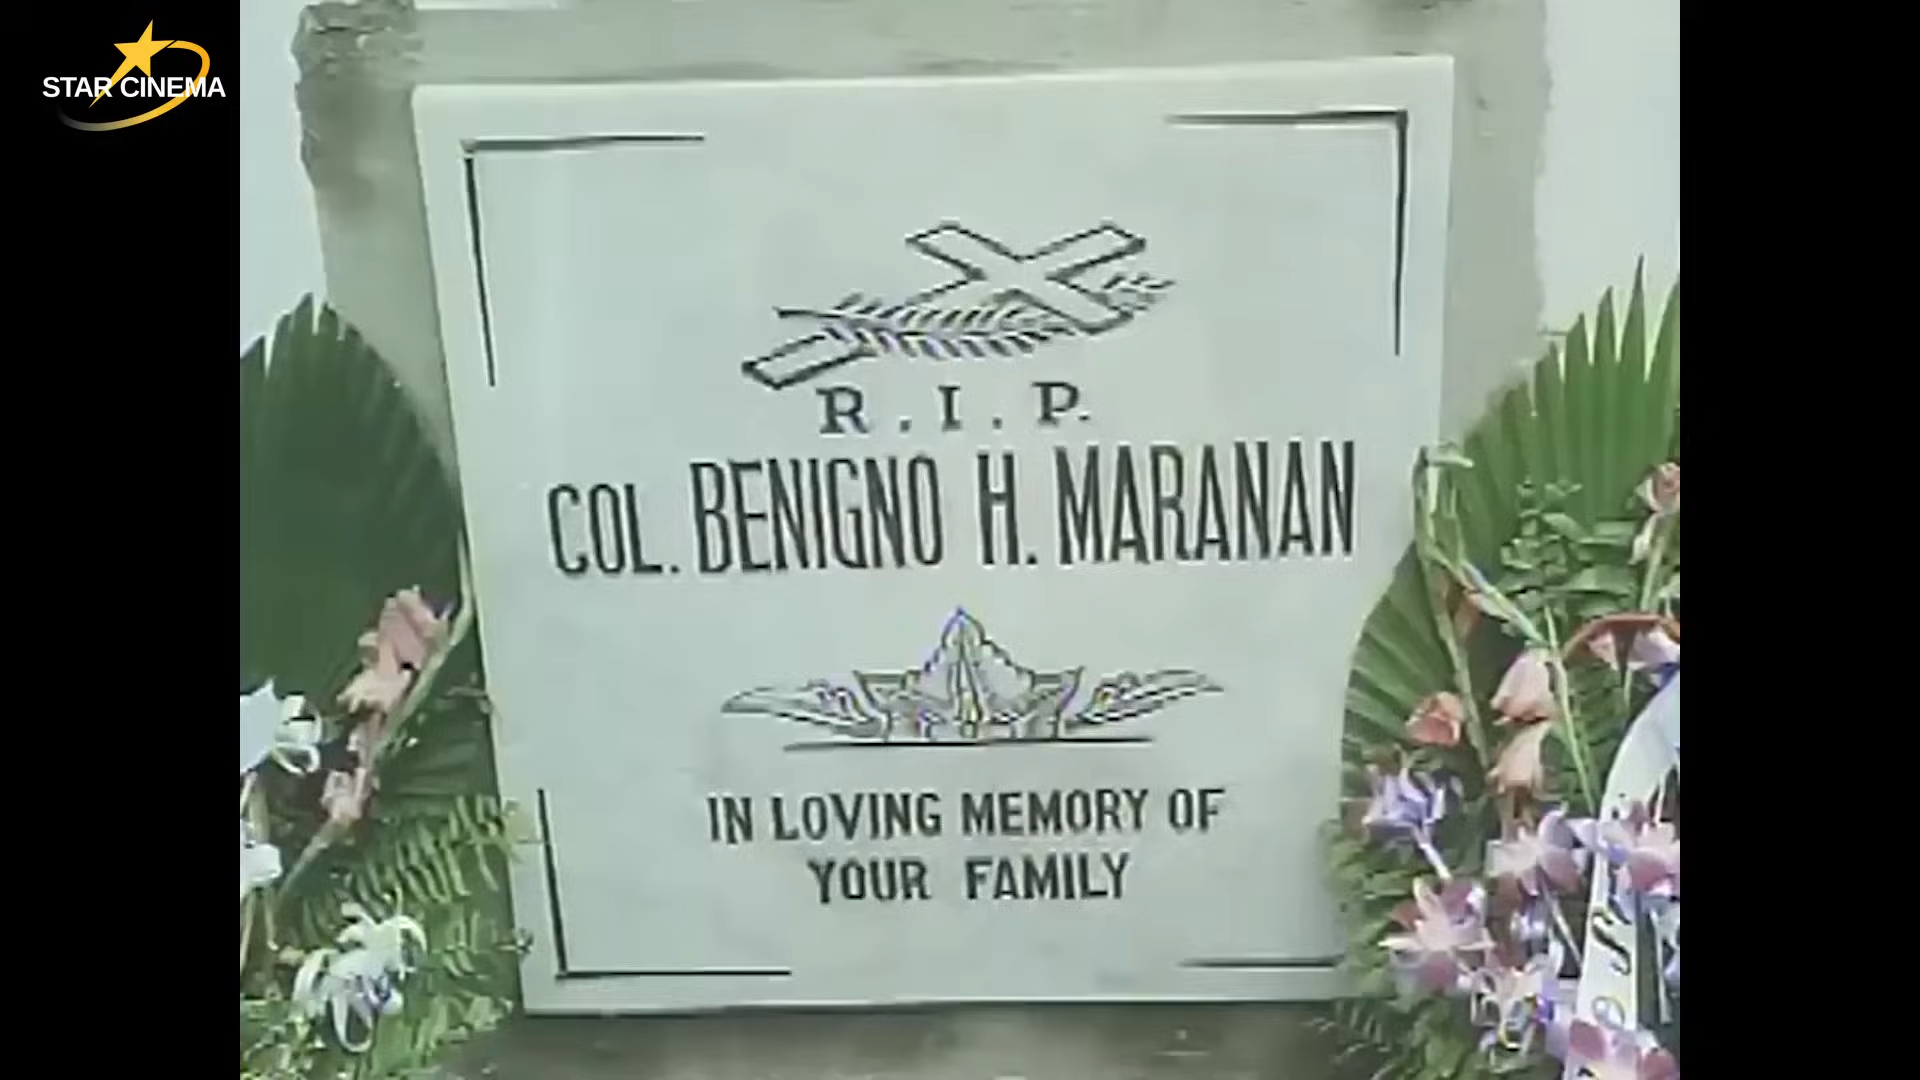 STAR CINEMA
R.I.P.
COL. BENIGNO H. MARANAN
IN LOVING MEMORY OF
YOUR FAMILY